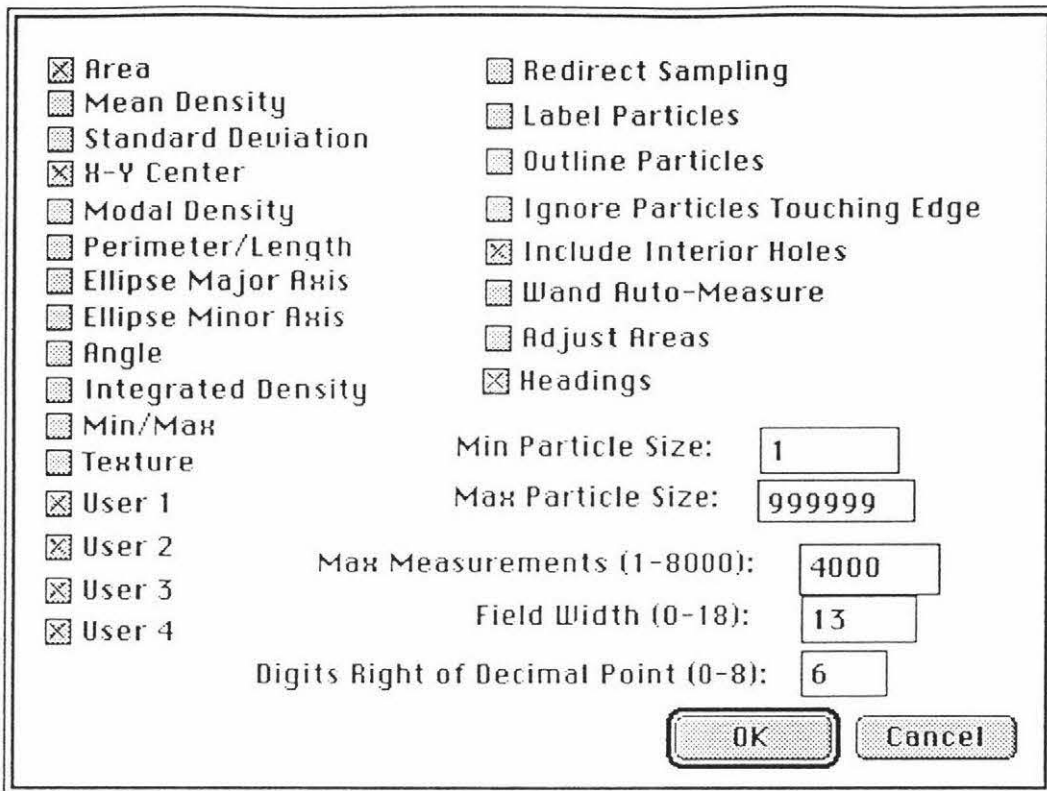 Area
Mean Density
Standard Deviation
X-Y Center
Modal Density
Perimeter/Length
Ellipse Major Axis
Ellipse Minor Axis
Angle
Integrated Density
Min/Max
Texture
User 1
User 2
User 3
User 4
Redirect Sampling
Label Particles
Outline Particles
Ignore Particles Touching Edge
Include Interior Holes
Wand Auto-Measure
Adjust Areas
Headings
Min Particle Size: 1
Max Particle Size: 999999
Max Measurements (1-8000): 4000
Field Width (0-18): 13
Digits Right of Decimal Point (0-8): 6
OK Cancel